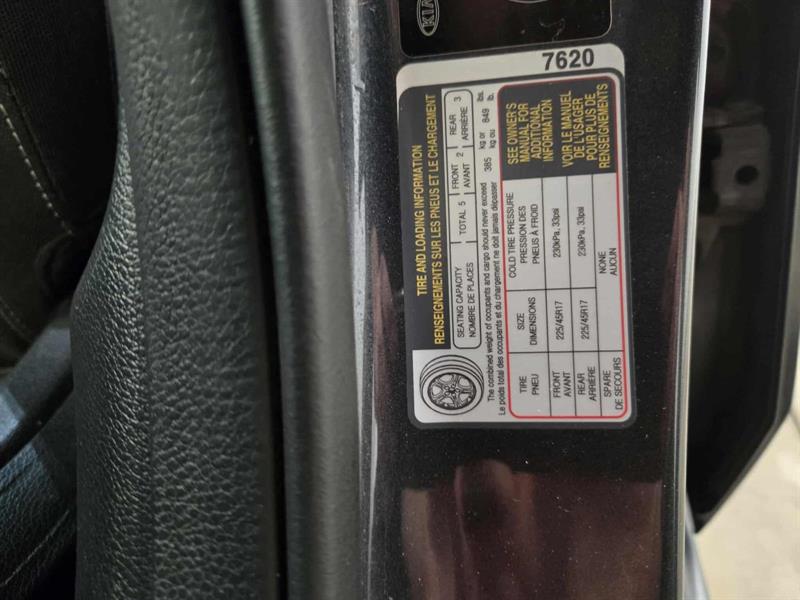 KIA
7620
TIRE AND LOADING INFORMATION
RENSEIGNEMENTS SUR LES PNEUS ET LE CHARGEMENT
SEATING CAPACITY
NOMBRE DE PLACES
TOTAL 5
FRONT
AVANT
2
REAR
ARRIÈRE
3
The combined weight of occupants and cargo should never exceed 385 kg or 849 lbs.
Le poids total des occupants et du chargement ne doit jamais dépasser 385 kg ou 849 lb.
TIRE
PNEU
SIZE
DIMENSIONS
COLD TIRE PRESSURE
PRESSION DES
PNEUS À FROID
FRONT
AVANT
225/45R17
230kPa, 33psi
REAR
ARRIÈRE
225/45R17
230kPa, 33psi
SPARE
DE SECOURS
NONE
AUCUN
SEE OWNER'S
MANUAL FOR
ADDITIONAL
INFORMATION
VOIR LE MANUEL
DE L'USAGER
POUR PLUS DE
RENSEIGNEMENTS